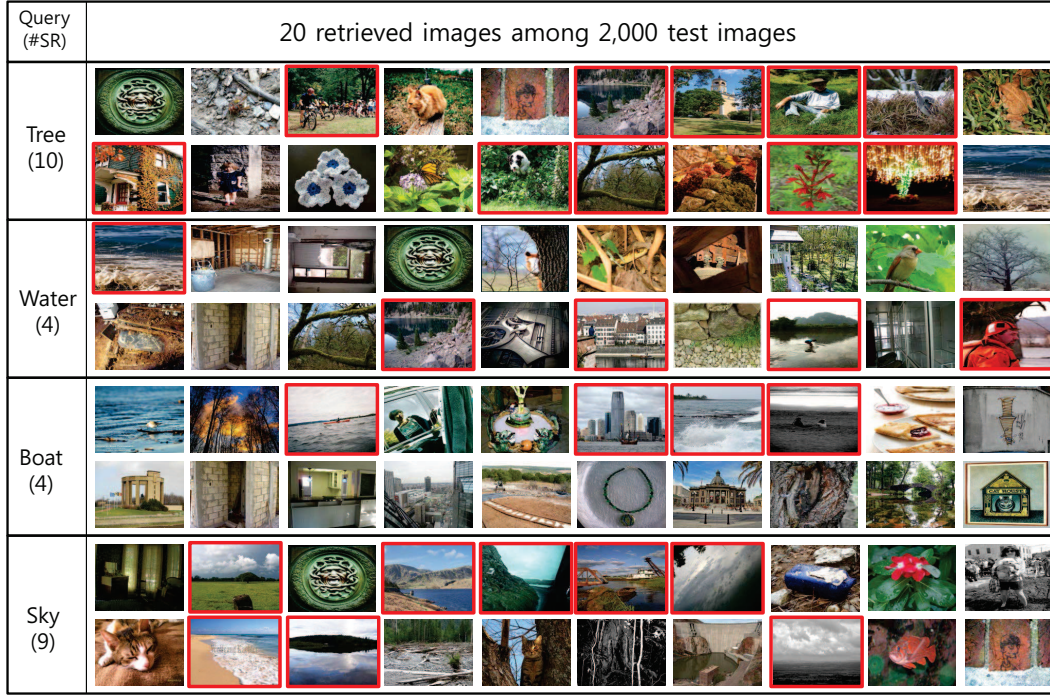 Query
(#SR)
20 retrieved images among 2,000 test images
Tree
(10)
Water
(4)
Boat
(4)
Sky
(9)